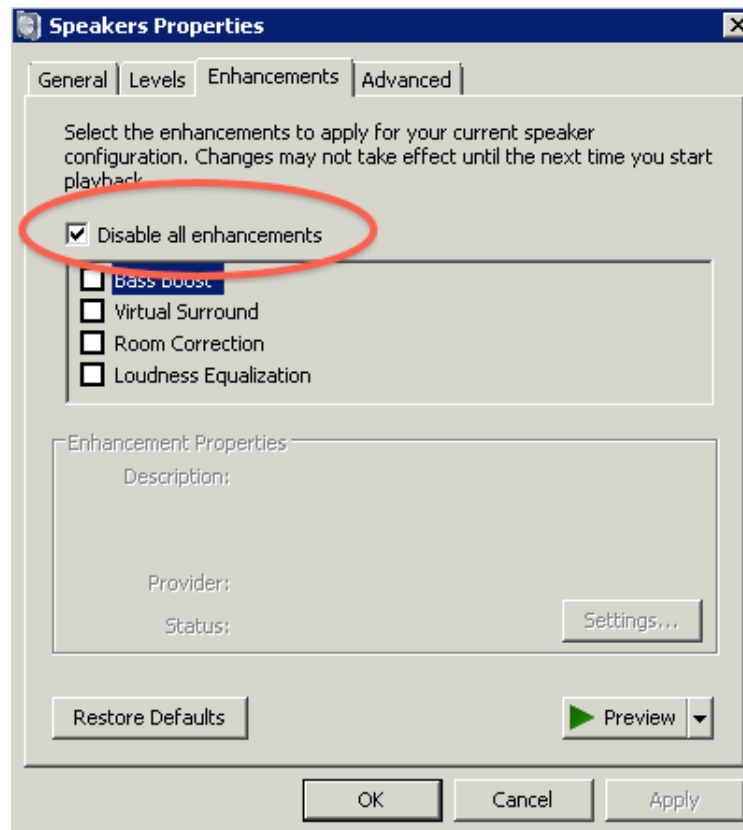 Speakers Properties
General Levels Enhancements Advanced
Select the enhancements to apply for your current speaker
configuration. Changes may not take effect until the next time you start
playback.
Disable all enhancements
Bass Boost
Virtual Surround
Room Correction
Loudness Equalization
Enhancement Properties
Description:
Provider:
Status:
Settings...
Restore Defaults
Preview
OK Cancel Apply